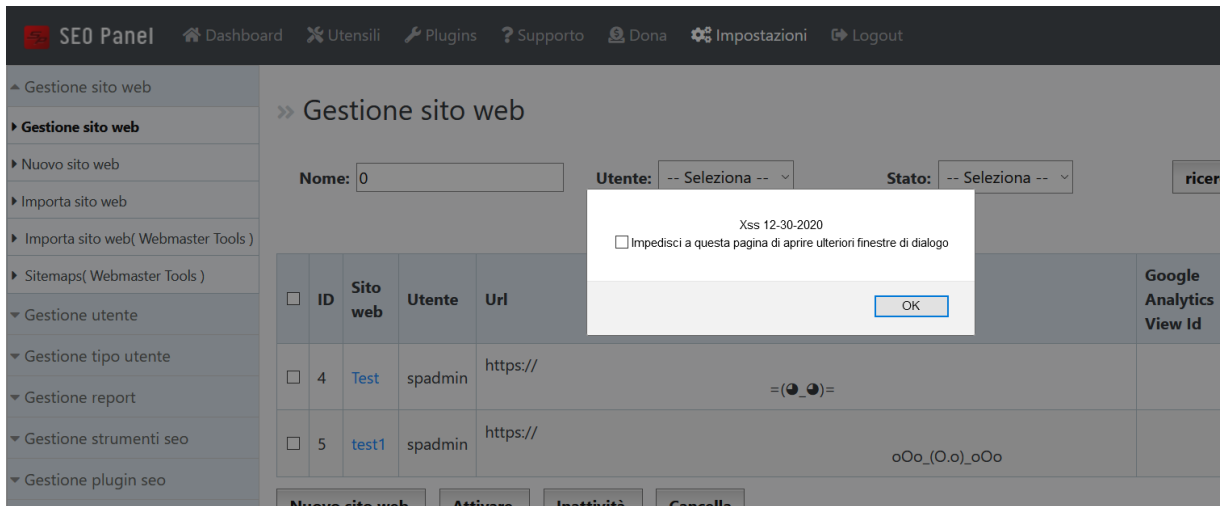 SEO Panel Dashboard Utensili Plugins ? Supporto Dona Impostazioni Logout
Gestione sito web
Gestione sito web
Nuovo sito web
Importa sito web
Importa sito web( Webmaster Tools )
Sitemaps( Webmaster Tools )
Gestione utente
Gestione tipo utente
Gestione report
Gestione strumenti seo
Gestione plugin seo
» Gestione sito web
Nome: 0 Utente: -- Seleziona -- Stato: -- Seleziona -- ricer
Xss 12-30-2020
Impedisci a questa pagina di aprire ulteriori finestre di dialogo
OK
ID Sito web Utente Url Google Analytics View Id
4 Test spadmin https://
=(◕_◕)=
5 test1 spadmin https://
oOo_(O.o)_oOo
Nuovo sito web Attivare Inattività Cancella